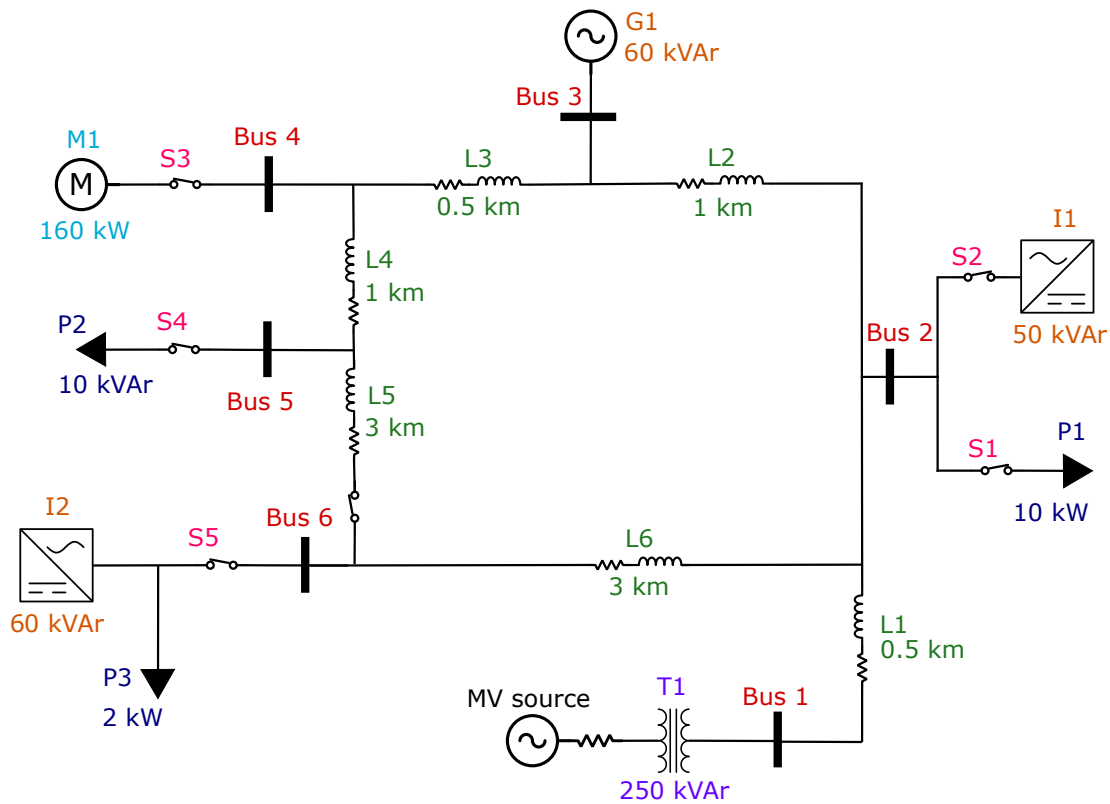 G1
60 kVAr
Bus 3
M1
S3
Bus 4
M
160 kW
L3
0.5 km
L2
1 km
I1
S2
50 kVAr
L4
1 km
P2
S4
10 kVAr
Bus 5
Bus 2
L5
3 km
P1
S1
10 kW
I2
S5
Bus 6
60 kVAr
L6
3 km
L1
0.5 km
P3
2 kW
MV source
T1
Bus 1
250 kVAr